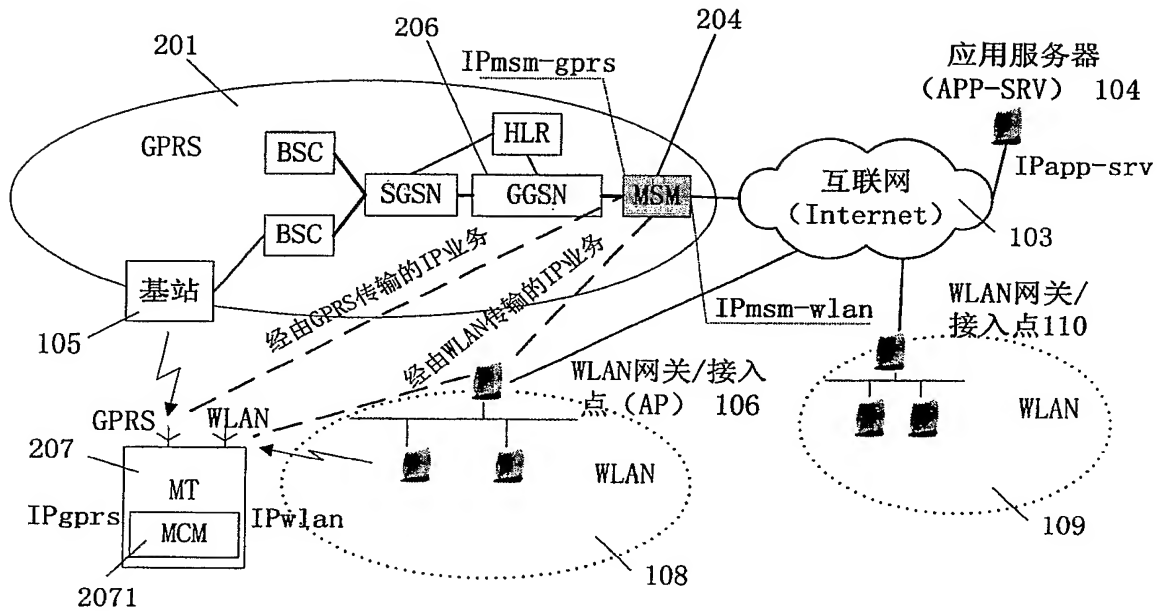 207
206
204
201
IPmsm-gprs
应用服务器
(APP-SRV) 104
GPRS
BSC
HLR
SGSN
GGSN
MSM
互联网
(Internet)
IPapp-srv
BSC
103
基站
经由GPRS传输的IP业务
经由WLAN传输的IP业务
IPmsm-wlan
WLAN网关/
接入点110
105
WLAN网关/接入
点(AP) 106
GPRS
WLAN
WLAN
207
MT
WLAN
IPgprs
IPwlan
MCM
109
108
2071